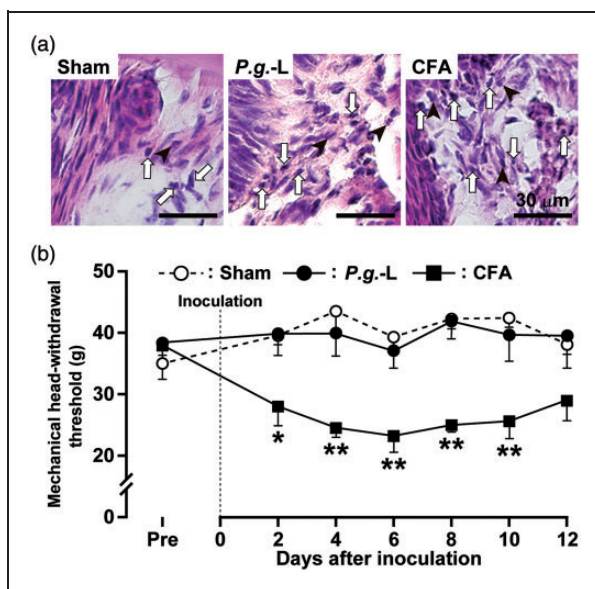 (a)
Sham
P.g.-L
CFA
30 μm
(b)
50
40
30
20
0
Mechanical head-withdrawal
threshold (g)
: Sham
: P.g.-L
: CFA
Inoculation
*
**
**
**
**
Pre
0
2
4
6
8
10
12
Days after inoculation